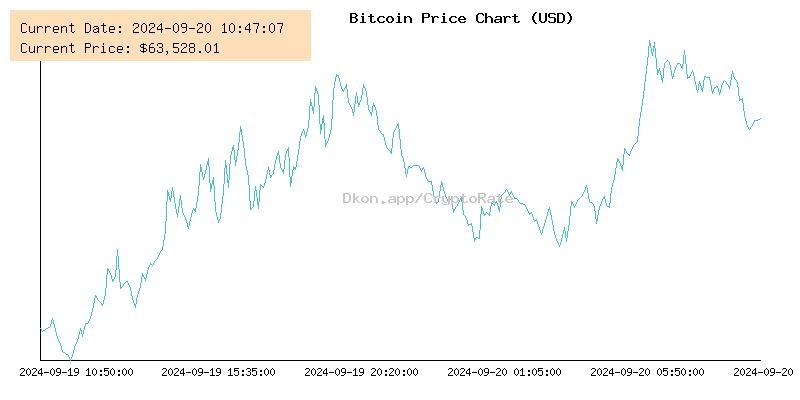 Bitcoin Price Chart (USD)
Current Date: 2024-09-20 10:47:07
Current Price: $63,528.01
Dkon.app/CryptoRate
2024-09-19 10:50:00 2024-09-19 15:35:00 2024-09-19 20:20:00 2024-09-20 01:05:00 2024-09-20 05:50:00 2024-09-20